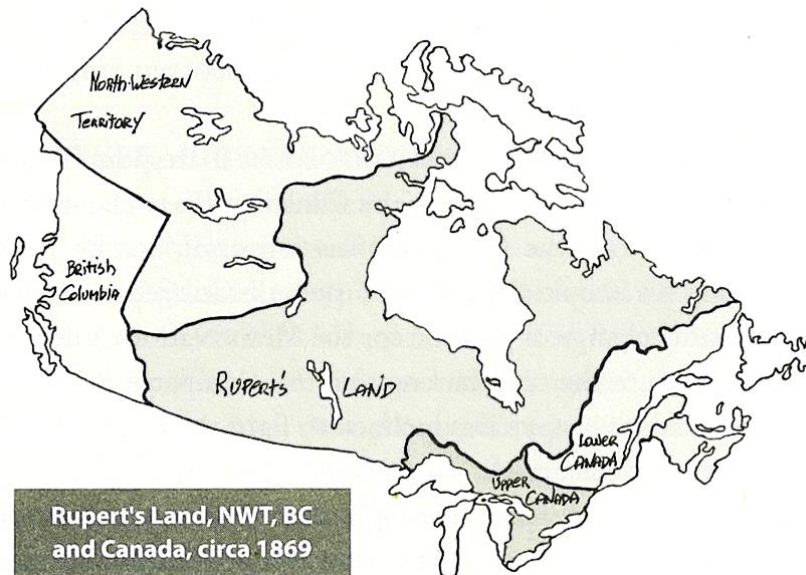 North-Western
Territory
British
Columbia
Rupert's Land
Lower
Canada
Upper
Canada
Rupert's Land, NWT, BC
and Canada, circa 1869